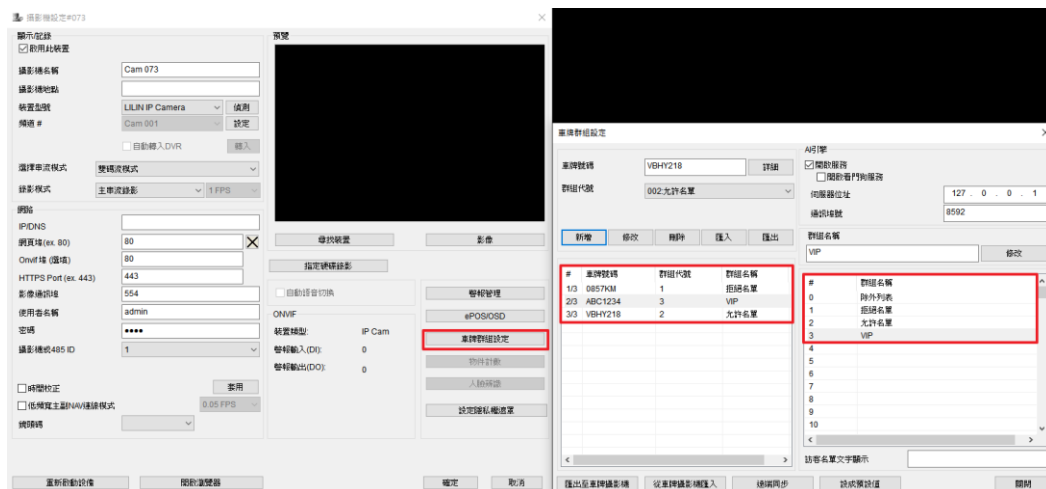 攝影機設定#073
顯示/記錄
啟用此裝置
攝影機名稱 Cam 073
攝影機地點
裝置型號 LILIN IP Camera 偵測
頻道 # Cam 001 設定
自動轉入DVR 轉入
選擇串流模式 雙碼流模式
錄影模式 主串流錄影 1 FPS
網路
IP/DNS
網頁埠(ex. 80) 80
Onvif 埠 (選填) 80
HTTPS Port (ex. 443) 443
影像通訊埠 554
使用者名稱 admin
密碼 ••••
攝影機或485 ID 1
時間校正 套用
低頻寬主副NAV連線模式 0.05 FPS
病碼
重新啟動設備 開啟瀏覽器
預覽
尋找裝置 影像
指定硬碟錄影
自動語音切換 警報管理
ONVIF ePOS/OSD
裝置類型: IP Cam 車牌群組設定
警報輸入(DI): 0 物件計數
警報輸出(DO): 0 人臉辨識
設定隱私權遮罩
確定 取消
車牌群組設定
車牌號碼 VBHY218 詳細
群組代號 002:允許名單
新增 修改 刪除 匯入 匯出
# 車牌號碼 群組代號 群組名稱
1/3 0857KM 1 拒絕名單
2/3 ABC1234 3 VIP
3/3 VBHY218 2 允許名單
AI引擎
開啟服務
開啟看門狗服務
伺服器位址 127 . 0 . 0 . 1
通訊埠號 8592
群組名稱
VIP 修改
# 群組名稱
0 除外列表
1 拒絕名單
2 允許名單
3 VIP
4
5
6
7
8
9
10
訪客名單文字顯示
匯出至車牌攝影機 從車牌攝影機匯入 遠端同步 設成預設值 關閉